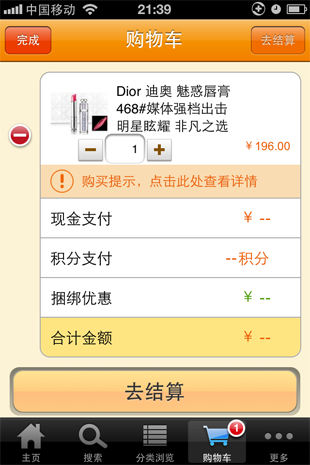 中国移动 21:39
完成 购物车 去结算
Dior 迪奥 魅惑唇膏
468#媒体强档出击
明星眩耀 非凡之选
1
¥ 196.00
购买提示，点击此处查看详情
现金支付 ¥ --
积分支付 --积分
捆绑优惠 ¥ --
合计金额 ¥ --
去结算
1
主页 搜索 分类浏览 购物车 更多